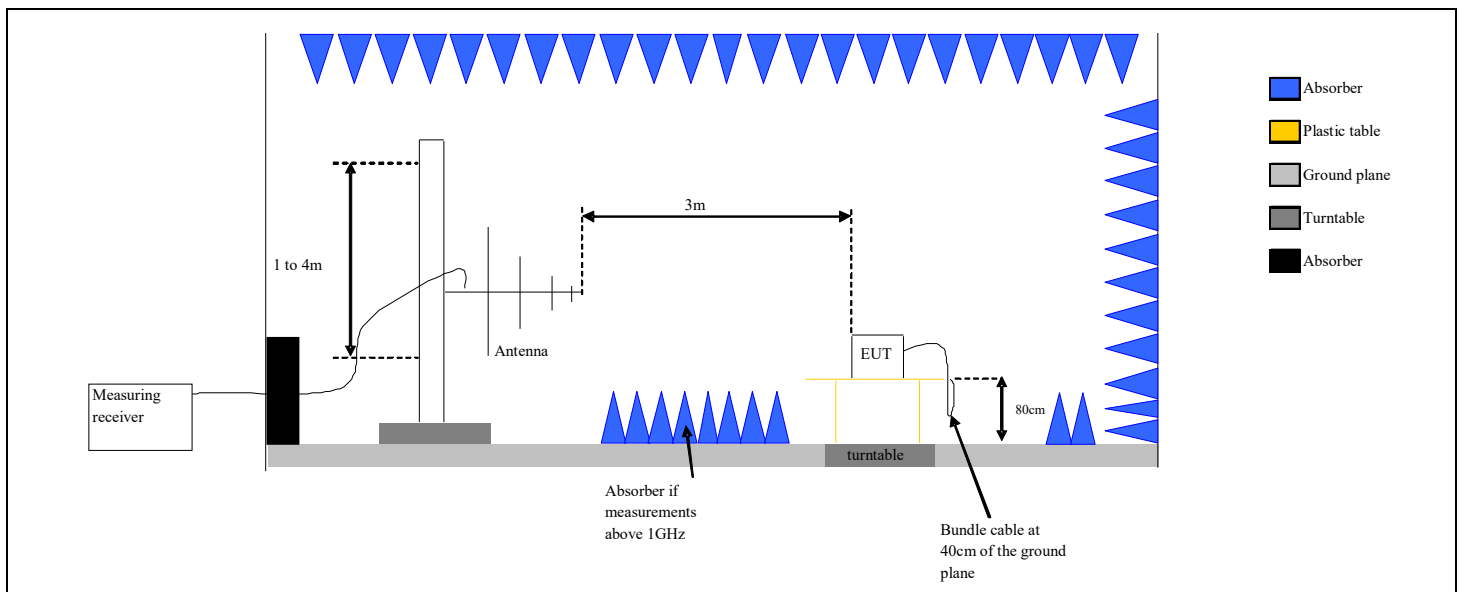 Absorber
Plastic table
Ground plane
Turntable
Absorber
3m
1 to 4m
Antenna
EUT
Measuring
receiver
80cm
turntable
Absorber if
measurements
above 1GHz
Bundle cable at
40cm of the ground
plane